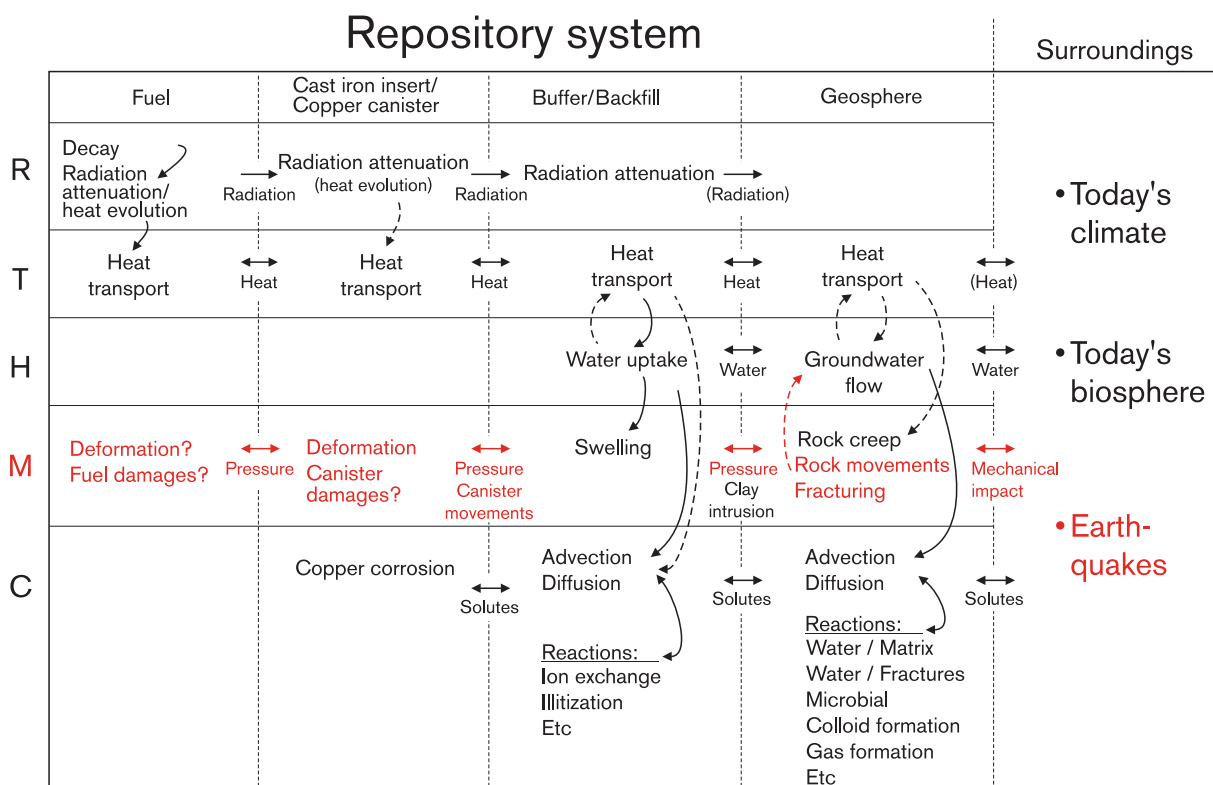 Repository system
Surroundings
Fuel
Cast iron insert/
Copper canister
Buffer/Backfill
Geosphere
R
Decay
Radiation
attenuation/
heat evolution
Radiation
Radiation attenuation
(heat evolution)
Radiation
Radiation attenuation
(Radiation)
• Today's
climate
T
Heat
transport
Heat
Heat
transport
Heat
Heat
transport
Heat
Heat
transport
(Heat)
H
Water uptake
Water
Groundwater
flow
Water
• Today's
biosphere
M
Deformation?
Fuel damages?
Pressure
Deformation
Canister
damages?
Pressure
Canister
movements
Swelling
Pressure
Clay
intrusion
Rock creep
Rock movements
Fracturing
Mechanical
impact
• Earth-
quakes
C
Copper corrosion
Solutes
Advection
Diffusion
Reactions:
Ion exchange
Illitization
Etc
Solutes
Advection
Diffusion
Reactions:
Water / Matrix
Water / Fractures
Microbial
Colloid formation
Gas formation
Etc
Solutes